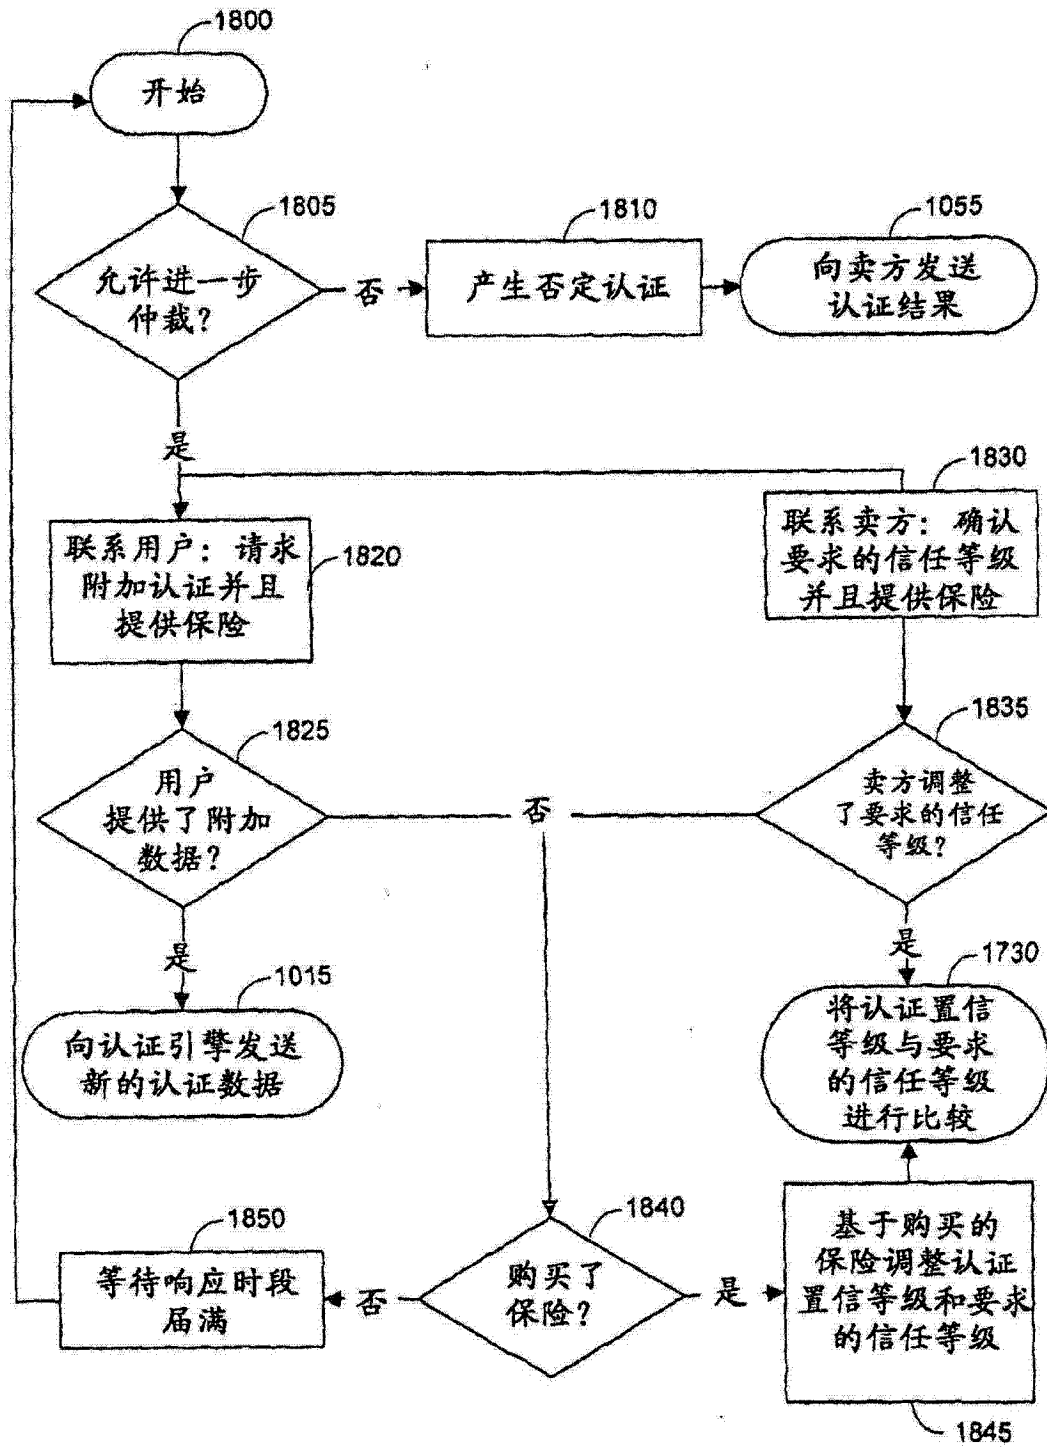 1800
开始
1805
允许进一步
仲裁?
否
1810
产生否定认证
1055
向卖方发送
认证结果
是
1820
联系用户: 请求
附加认证并且
提供保险
1830
联系卖方: 确认
要求的信任等级
并且提供保险
1825
用户
提供了附加
数据?
否
1835
卖方调整
了要求的信任
等级?
是
1015
向认证引擎发送
新的认证数据
是
1730
将认证置信
等级与要求
的信任等级
进行比较
1850
等待响应时段
届满
否
1840
购买了
保险?
是
基于购买的
保险调整认证
置信等级和要求
的信任等级
1845